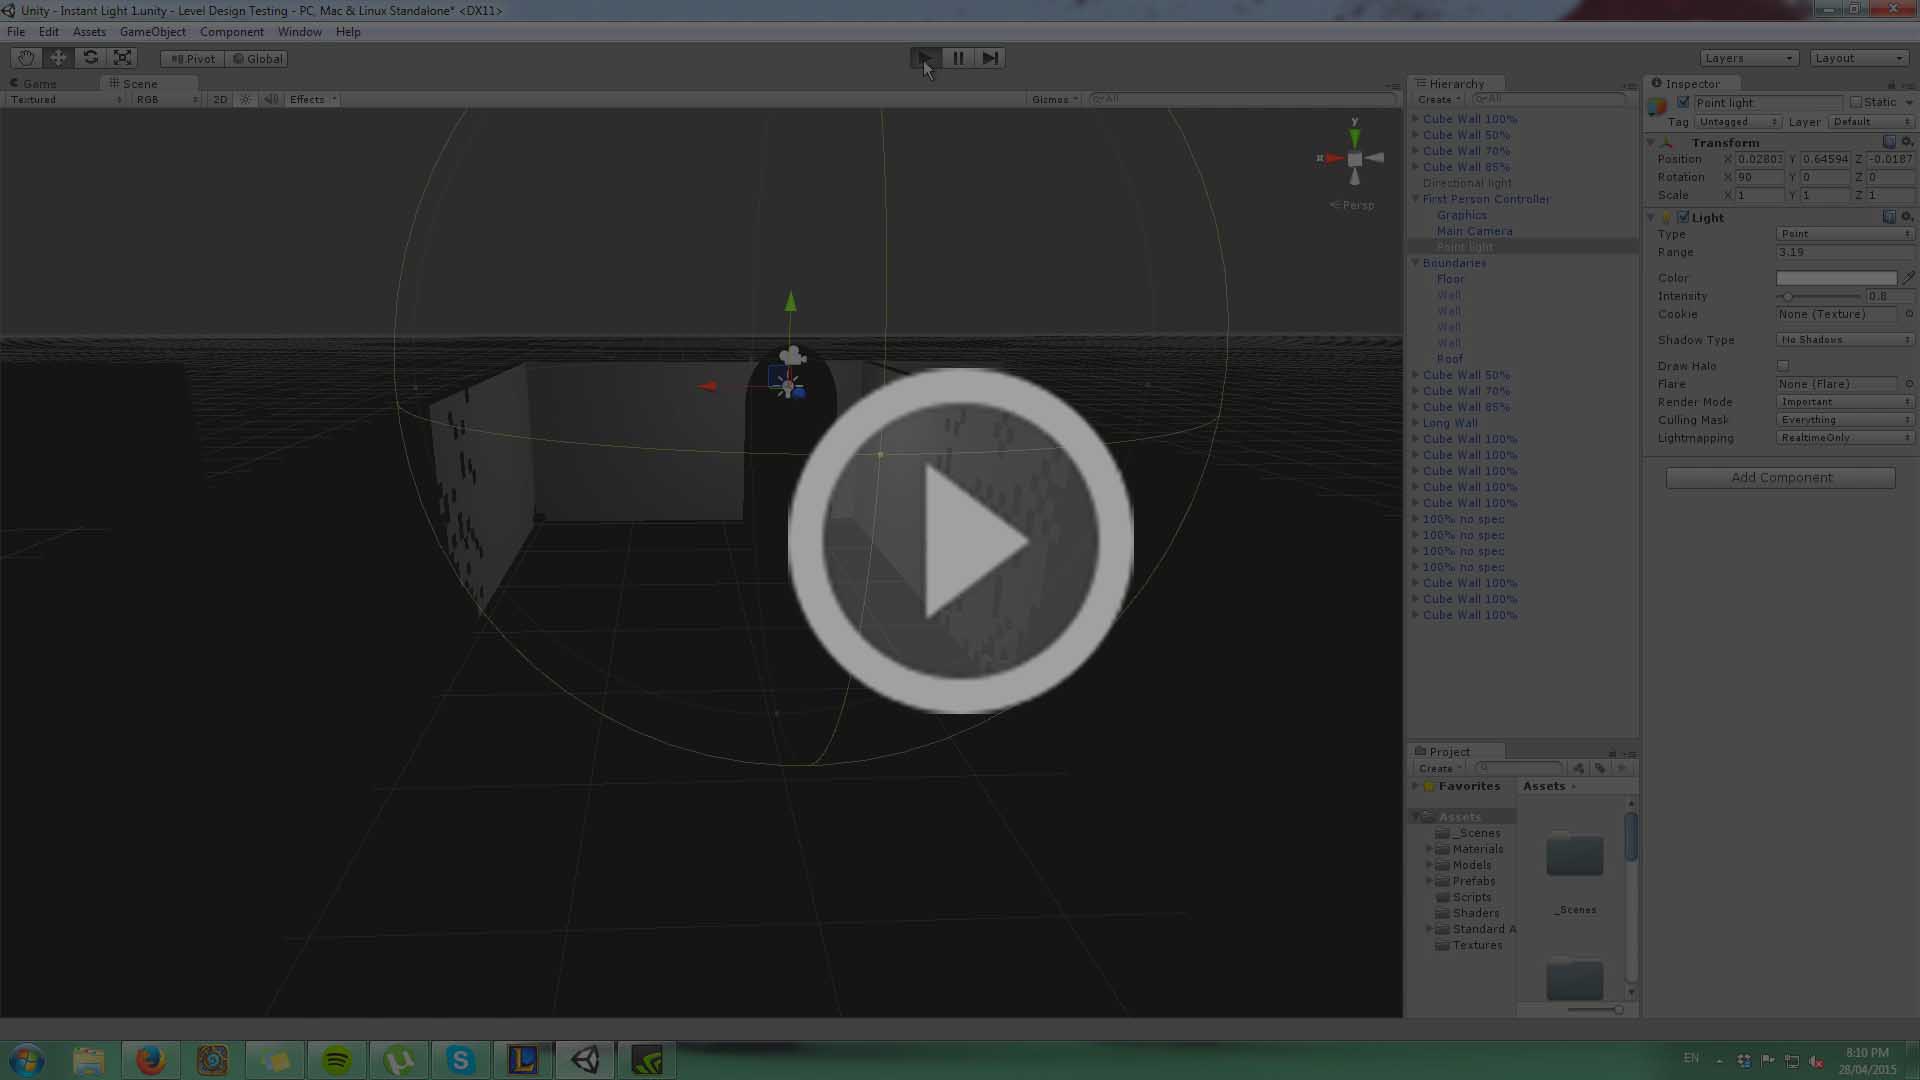 Unity - Instant Light 1.unity - Level Design Testing - PC, Mac & Linux Standalone* <DX11>
File Edit Assets GameObject Component Window Help
Pivot Global
Layers Layout
Game Scene
Textured RGB 2D Effects Gizmos All
Hierarchy
Create All
Cube Wall 100%
Cube Wall 50%
Cube Wall 70%
Cube Wall 85%
Directional light
First Person Controller
Graphics
Main Camera
Point light
Boundaries
Floor
Wall
Wall
Wall
Wall
Roof
Cube Wall 50%
Cube Wall 70%
Cube Wall 85%
Long Wall
Cube Wall 100%
Cube Wall 100%
Cube Wall 100%
Cube Wall 100%
Cube Wall 100%
100% no spec
100% no spec
100% no spec
100% no spec
Cube Wall 100%
Cube Wall 100%
Cube Wall 100%
y
x
Persp
Inspector
Point light Static
Tag Untagged Layer Default
Transform
Position X 0.02803 Y 0.64594 Z -0.0187
Rotation X 90 Y 0 Z 0
Scale X 1 Y 1 Z 1
Light
Type Point
Range 3.19
Color
Intensity 0.8
Cookie None (Texture)
Shadow Type No Shadows
Draw Halo
Flare None (Flare)
Render Mode Important
Culling Mask Everything
Lightmapping RealtimeOnly
Add Component
Project
Create
Favorites
Assets
_Scenes
Materials
Models
Prefabs
Scripts
Shaders
Standard A
Textures
Assets
_Scenes
EN
8:10 PM
28/04/2015